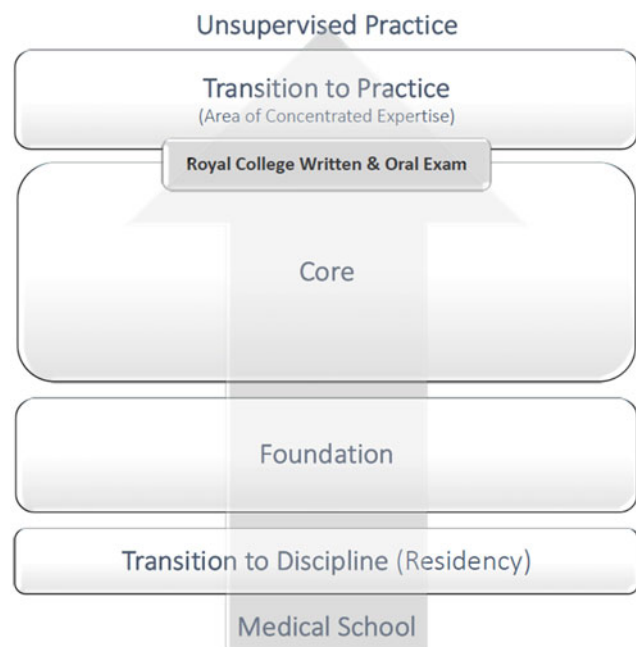 Unsupervised Practice
Transition to Practice
(Area of Concentrated Expertise)
Royal College Written & Oral Exam
Core
Foundation
Transition to Discipline (Residency)
Medical School